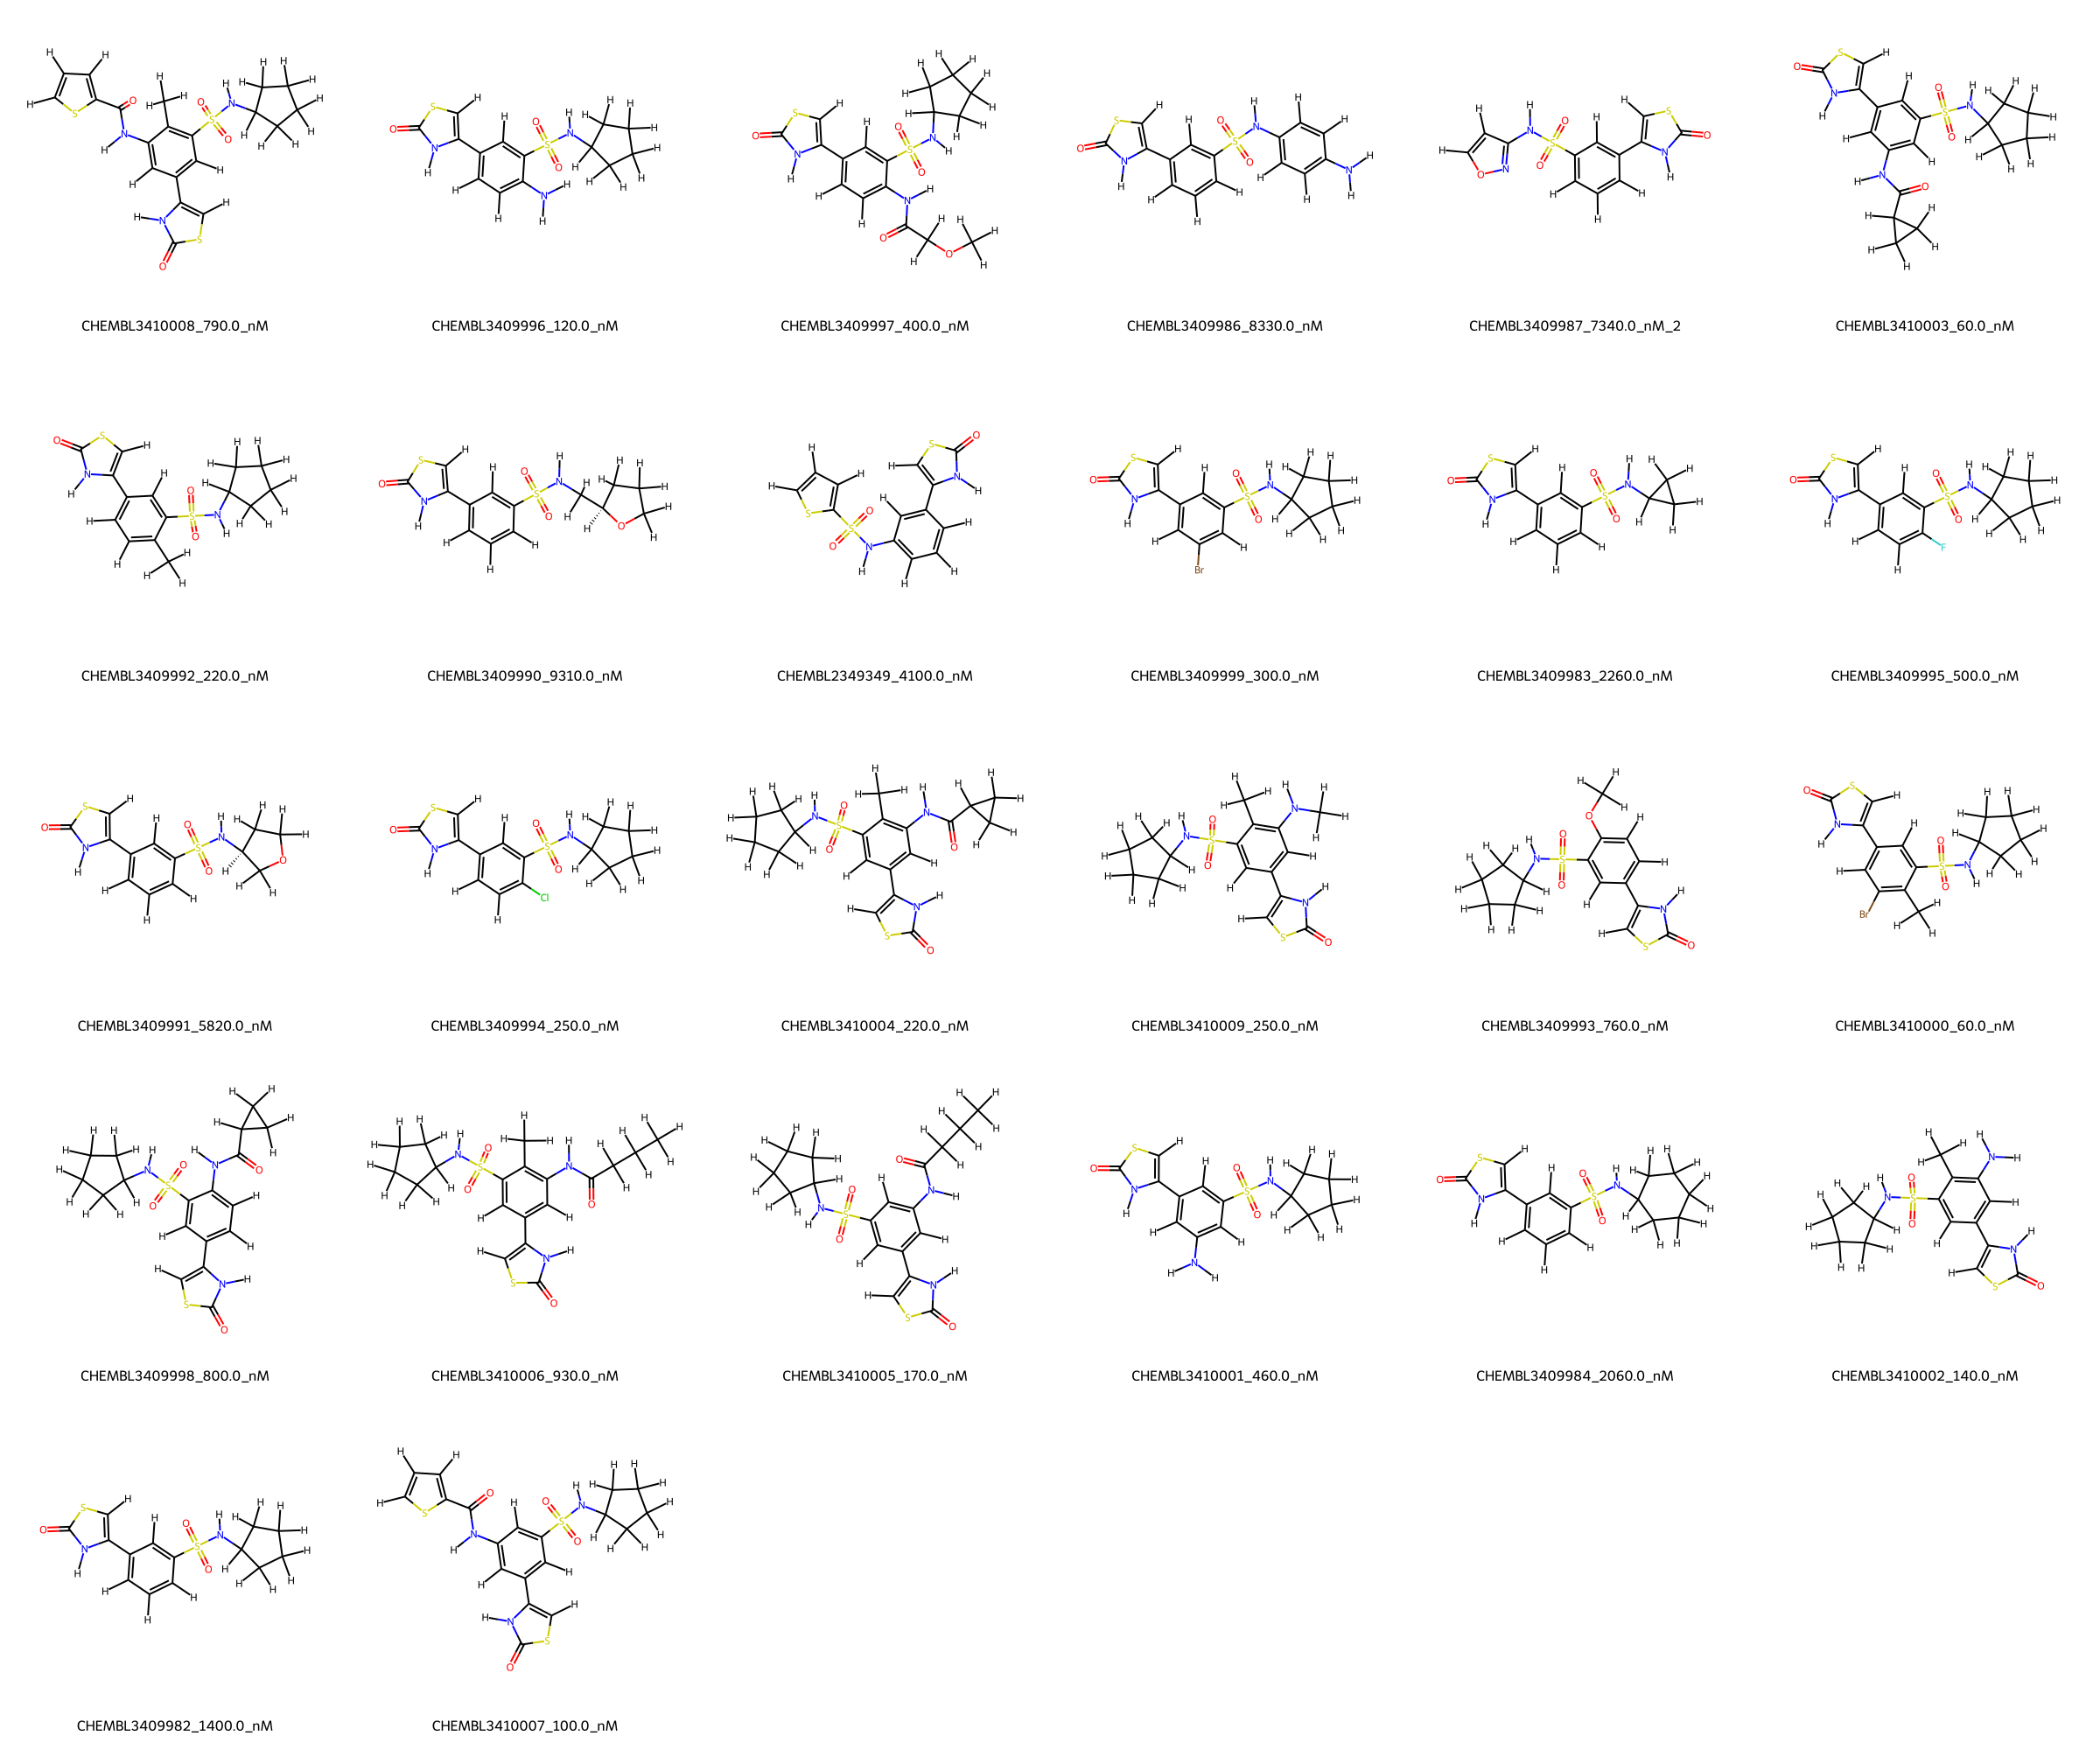 CHEMBL3410008_790.0_nM
CHEMBL3409996_120.0_nM
CHEMBL3409997_400.0_nM
CHEMBL3409986_8330.0_nM
CHEMBL3409987_7340.0_nM_2
CHEMBL3410003_60.0_nM
CHEMBL3409992_220.0_nM
CHEMBL3409990_9310.0_nM
CHEMBL2349349_4100.0_nM
CHEMBL3409999_300.0_nM
CHEMBL3409983_2260.0_nM
CHEMBL3409995_500.0_nM
CHEMBL3409991_5820.0_nM
CHEMBL3409994_250.0_nM
CHEMBL3410004_220.0_nM
CHEMBL3410009_250.0_nM
CHEMBL3409993_760.0_nM
CHEMBL3410000_60.0_nM
CHEMBL3409998_800.0_nM
CHEMBL3410006_930.0_nM
CHEMBL3410005_170.0_nM
CHEMBL3410001_460.0_nM
CHEMBL3409984_2060.0_nM
CHEMBL3410002_140.0_nM
CHEMBL3409982_1400.0_nM
CHEMBL3410007_100.0_nM